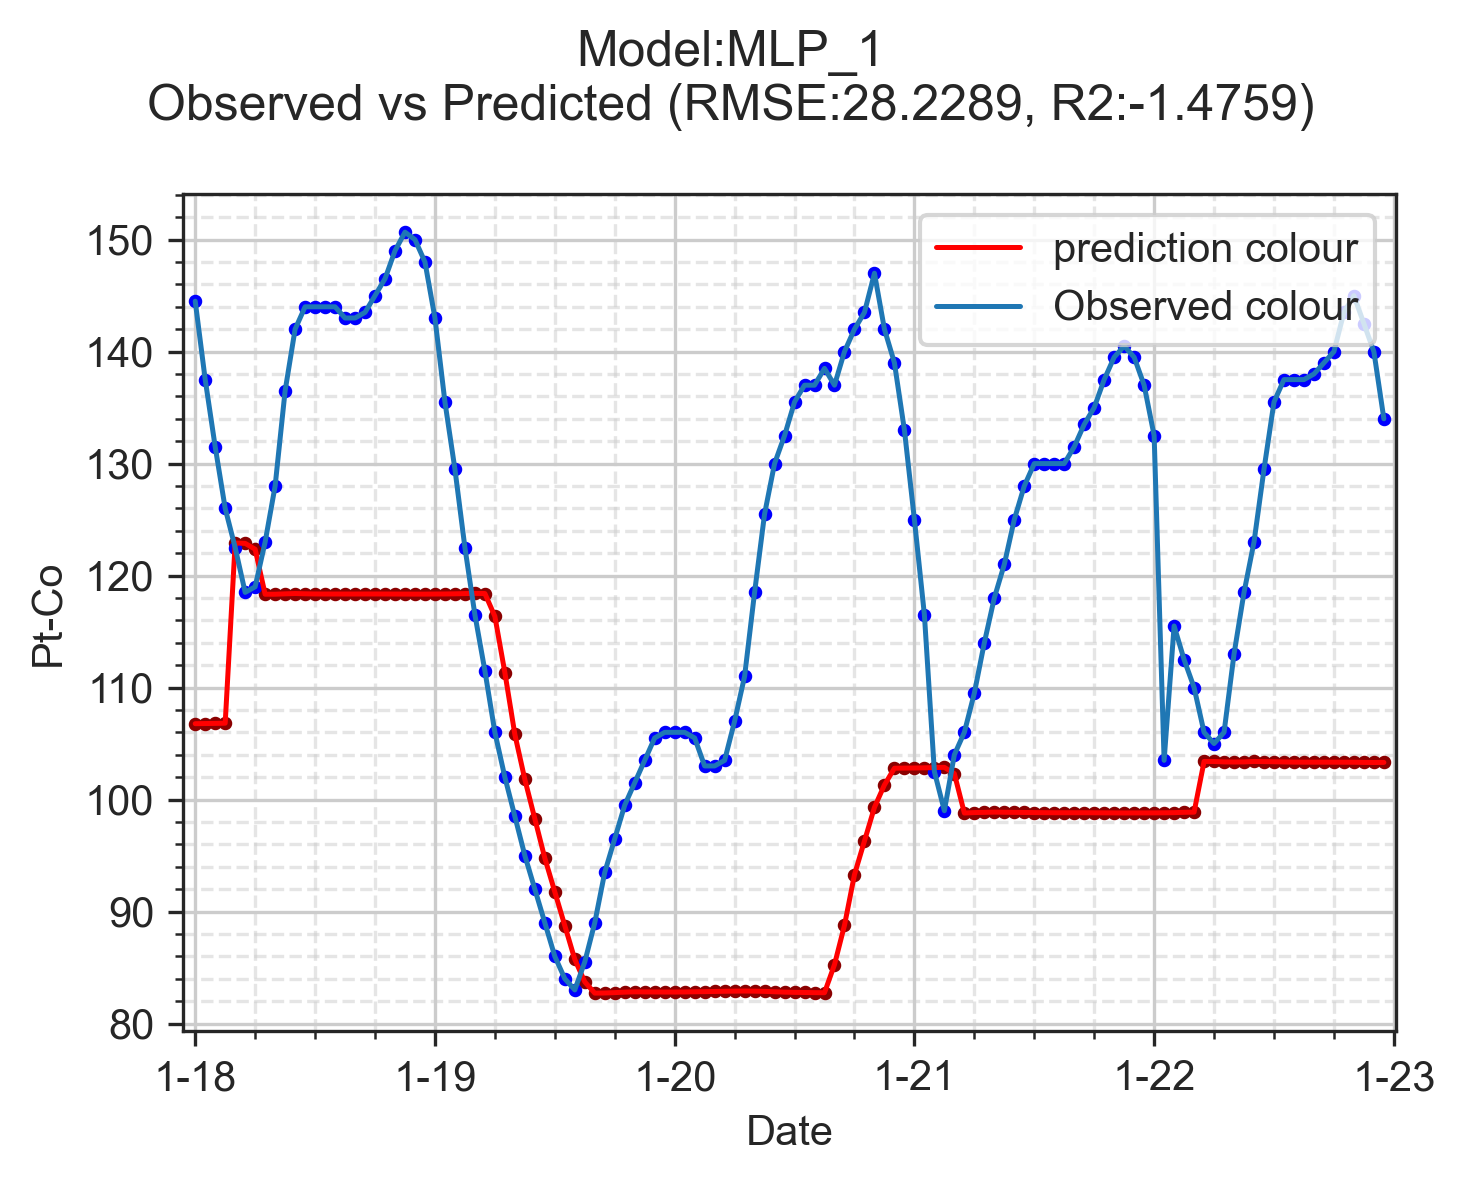 Model:MLP_1
Observed vs Predicted (RMSE:28.2289, R2:-1.4759)
prediction colour
Observed colour
150
140
130
120
110
100
90
80
Pt-Co
1-18 1-19 1-20 1-21 1-22 1-23
Date